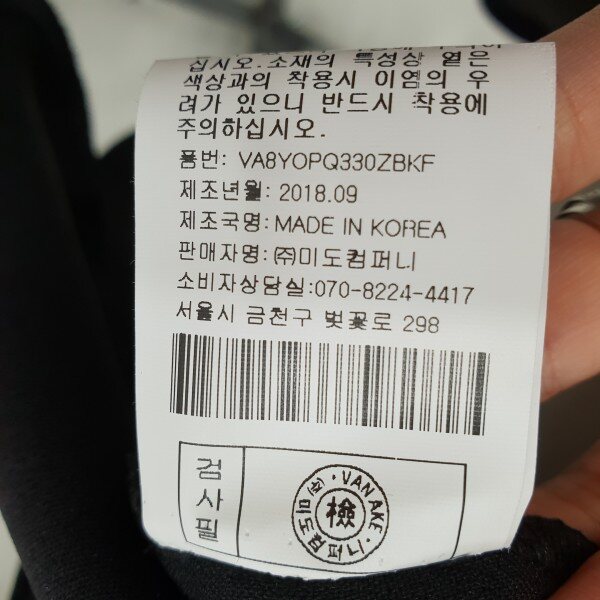 십시오.소재의 특성상 옅은
색상과의 착용시 이염의 우
려가 있으니 반드시 착용에
주의하십시오.
품번: VA8YOPQ330ZBKF
제조년월: 2018.09
제조국명: MADE IN KOREA
판매자명: ㈜미도컴퍼니
소비자상담실:070-8224-4417
서울시 금천구 벚꽃로 298
검사필
VAN AKE
檢
㈜미도컴퍼니